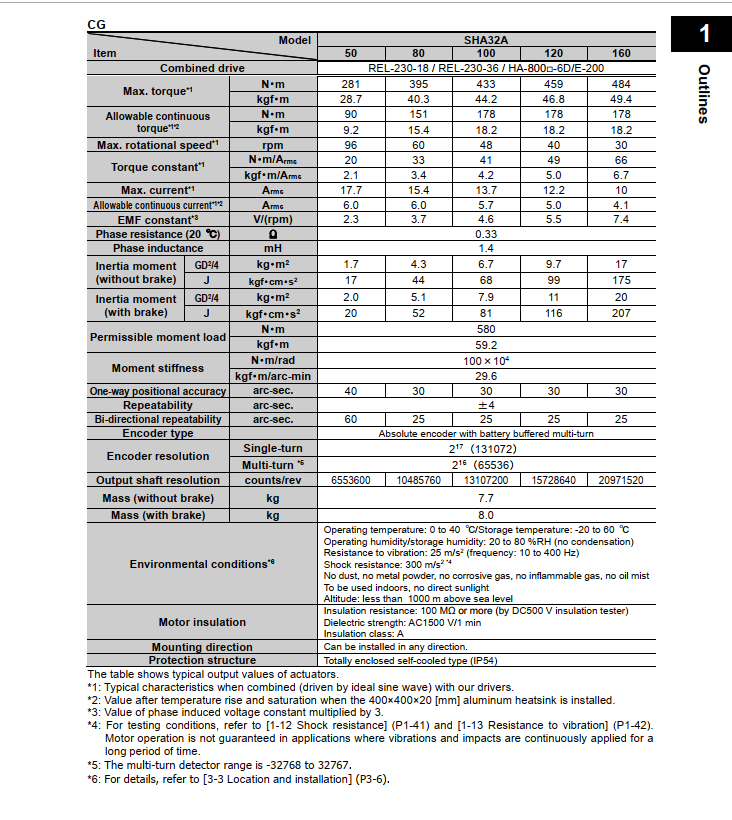 CG
1
Outlines
Model SHA32A
Item 50 80 100 120 160
Combined drive REL-230-18 / REL-230-36 / HA-800□-6D/E-200
Max. torque*1 N•m 281 395 433 459 484
kgf•m 28.7 40.3 44.2 46.8 49.4
Allowable continuous torque*1*2 N•m 90 151 178 178 178
kgf•m 9.2 15.4 18.2 18.2 18.2
Max. rotational speed*1 rpm 96 60 48 40 30
Torque constant*1 N•m/Arms 20 33 41 49 66
kgf•m/Arms 2.1 3.4 4.2 5.0 6.7
Max. current*1 Arms 17.7 15.4 13.7 12.2 10
Allowable continuous current*1*2 Arms 6.0 6.0 5.7 5.0 4.1
EMF constant*3 V/(rpm) 2.3 3.7 4.6 5.5 7.4
Phase resistance (20 ℃) Ω 0.33
Phase inductance mH 1.4
Inertia moment (without brake) GD²/4 kg•m² 1.7 4.3 6.7 9.7 17
J kgf•cm•s² 17 44 68 99 175
Inertia moment (with brake) GD²/4 kg•m² 2.0 5.1 7.9 11 20
J kgf•cm•s² 20 52 81 116 207
Permissible moment load N•m 580
kgf•m 59.2
Moment stiffness N•m/rad 100 × 10⁴
kgf•m/arc-min 29.6
One-way positional accuracy arc-sec. 40 30 30 30 30
Repeatability arc-sec. ±4
Bi-directional repeatability arc-sec. 60 25 25 25 25
Encoder type Absolute encoder with battery buffered multi-turn
Encoder resolution Single-turn 2¹⁷ (131072)
Multi-turn *5 2¹⁶ (65536)
Output shaft resolution counts/rev 6553600 10485760 13107200 15728640 20971520
Mass (without brake) kg 7.7
Mass (with brake) kg 8.0
Environmental conditions*6 Operating temperature: 0 to 40 ℃/Storage temperature: -20 to 60 ℃
Operating humidity/storage humidity: 20 to 80 %RH (no condensation)
Resistance to vibration: 25 m/s² (frequency: 10 to 400 Hz)
Shock resistance: 300 m/s² *4
No dust, no metal powder, no corrosive gas, no inflammable gas, no oil mist
To be used indoors, no direct sunlight
Altitude: less than 1000 m above sea level
Motor insulation Insulation resistance: 100 MΩ or more (by DC500 V insulation tester)
Dielectric strength: AC1500 V/1 min
Insulation class: A
Mounting direction Can be installed in any direction.
Protection structure Totally enclosed self-cooled type (IP54)
The table shows typical output values of actuators.
*1: Typical characteristics when combined (driven by ideal sine wave) with our drivers.
*2: Value after temperature rise and saturation when the 400×400×20 [mm] aluminum heatsink is installed.
*3: Value of phase induced voltage constant multiplied by 3.
*4: For testing conditions, refer to [1-12 Shock resistance] (P1-41) and [1-13 Resistance to vibration] (P1-42).
Motor operation is not guaranteed in applications where vibrations and impacts are continuously applied for a
long period of time.
*5: The multi-turn detector range is -32768 to 32767.
*6: For details, refer to [3-3 Location and installation] (P3-6).